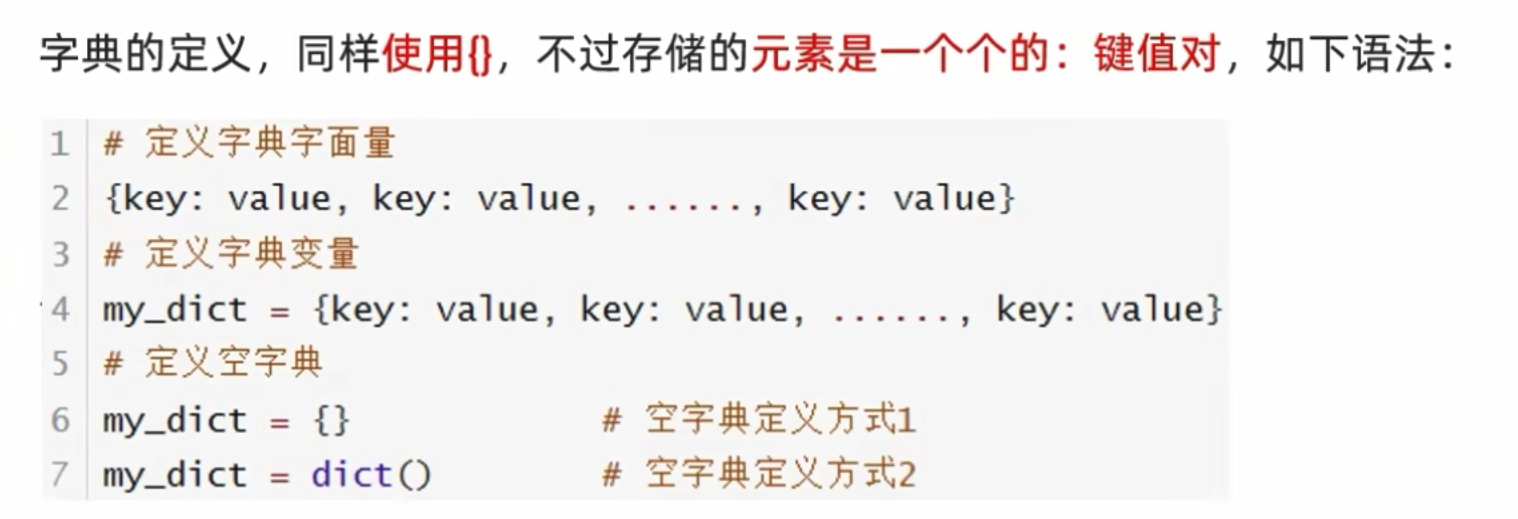 字典的定义，同样使用{}，不过存储的元素是一个个的：键值对，如下语法：
1 # 定义字典字面量
2 {key: value, key: value, ......, key: value}
3 # 定义字典变量
4 my_dict = {key: value, key: value, ......, key: value}
5 # 定义空字典
6 my_dict = {} # 空字典定义方式1
7 my_dict = dict() # 空字典定义方式2